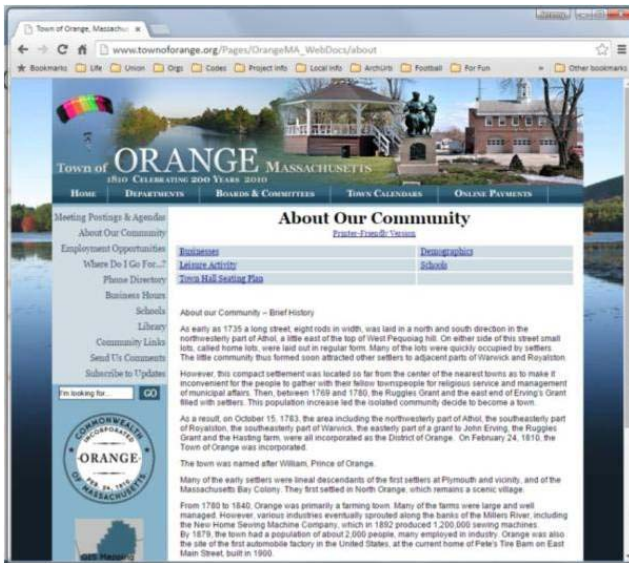 Town of Orange, Massachu
www.townoforange.org/Pages/OrangeMA_WebDocs/about
Bookmarks Life Union Orgs Codes Project Info Local Info ArchUrb Football For Fun » Other bookmarks
Town of ORANGE MASSACHUSETTS
1810 CELEBRATING 200 YEARS 2010
HOME DEPARTMENTS BOARDS & COMMITTEES TOWN CALENDARS ONLINE PAYMENTS
Meeting Postings & Agendas
About Our Community
Employment Opportunities
Where Do I Go For...?
Phone Directory
Business Hours
Schools
Library
Community Links
Send Us Comments
Subscribe to Updates
I'm looking for... GO
COMMONWEALTH OF MASSACHUSETTS
INCORPORATED
ORANGE
FEB. 24, 1810
GIS Mapping
About Our Community
Printer-Friendly Version
Businesses Demographics
Leisure Activity Schools
Town Hall Seating Plan
About our Community – Brief History
As early as 1735 a long street, eight rods in width, was laid in a north and south direction in the
northwesterly part of Athol, a little east of the top of West Pequoiag hill. On either side of this street small
lots, called home lots, were laid out in regular form. Many of the lots were quickly occupied by settlers.
The little community thus formed soon attracted other settlers to adjacent parts of Warwick and Royalston.
However, this compact settlement was located so far from the center of the nearest towns as to make it
inconvenient for the people to gather with their fellow townspeople for religious service and management
of municipal affairs. Then, between 1769 and 1780, the Ruggles Grant and the east end of Erving's Grant
filled with settlers. This population increase led the isolated community decide to become a town.
As a result, on October 15, 1783, the area including the northwesterly part of Athol, the southeasterly part
of Royalston, the southeasterly part of Warwick, the easterly part of a grant to John Erving, the Ruggles
Grant and the Hasting farm, were all incorporated as the District of Orange. On February 24, 1810, the
Town of Orange was incorporated.
The town was named after William, Prince of Orange.
Many of the early settlers were lineal descendants of the first settlers at Plymouth and vicinity, and of the
Massachusetts Bay Colony. They first settled in North Orange, which remains a scenic village.
From 1780 to 1840, Orange was primarily a farming town. Many of the farms were large and well
managed. However, various industries eventually sprouted along the banks of the Millers River, including
the New Home Sewing Machine Company, which in 1892 produced 1,200,000 sewing machines.
By 1879, the town had a population of about 2,000 people, many employed in industry. Orange was also
the site of the first automobile factory in the United States, at the current home of Pete's Tire Barn on East
Main Street, built in 1900.